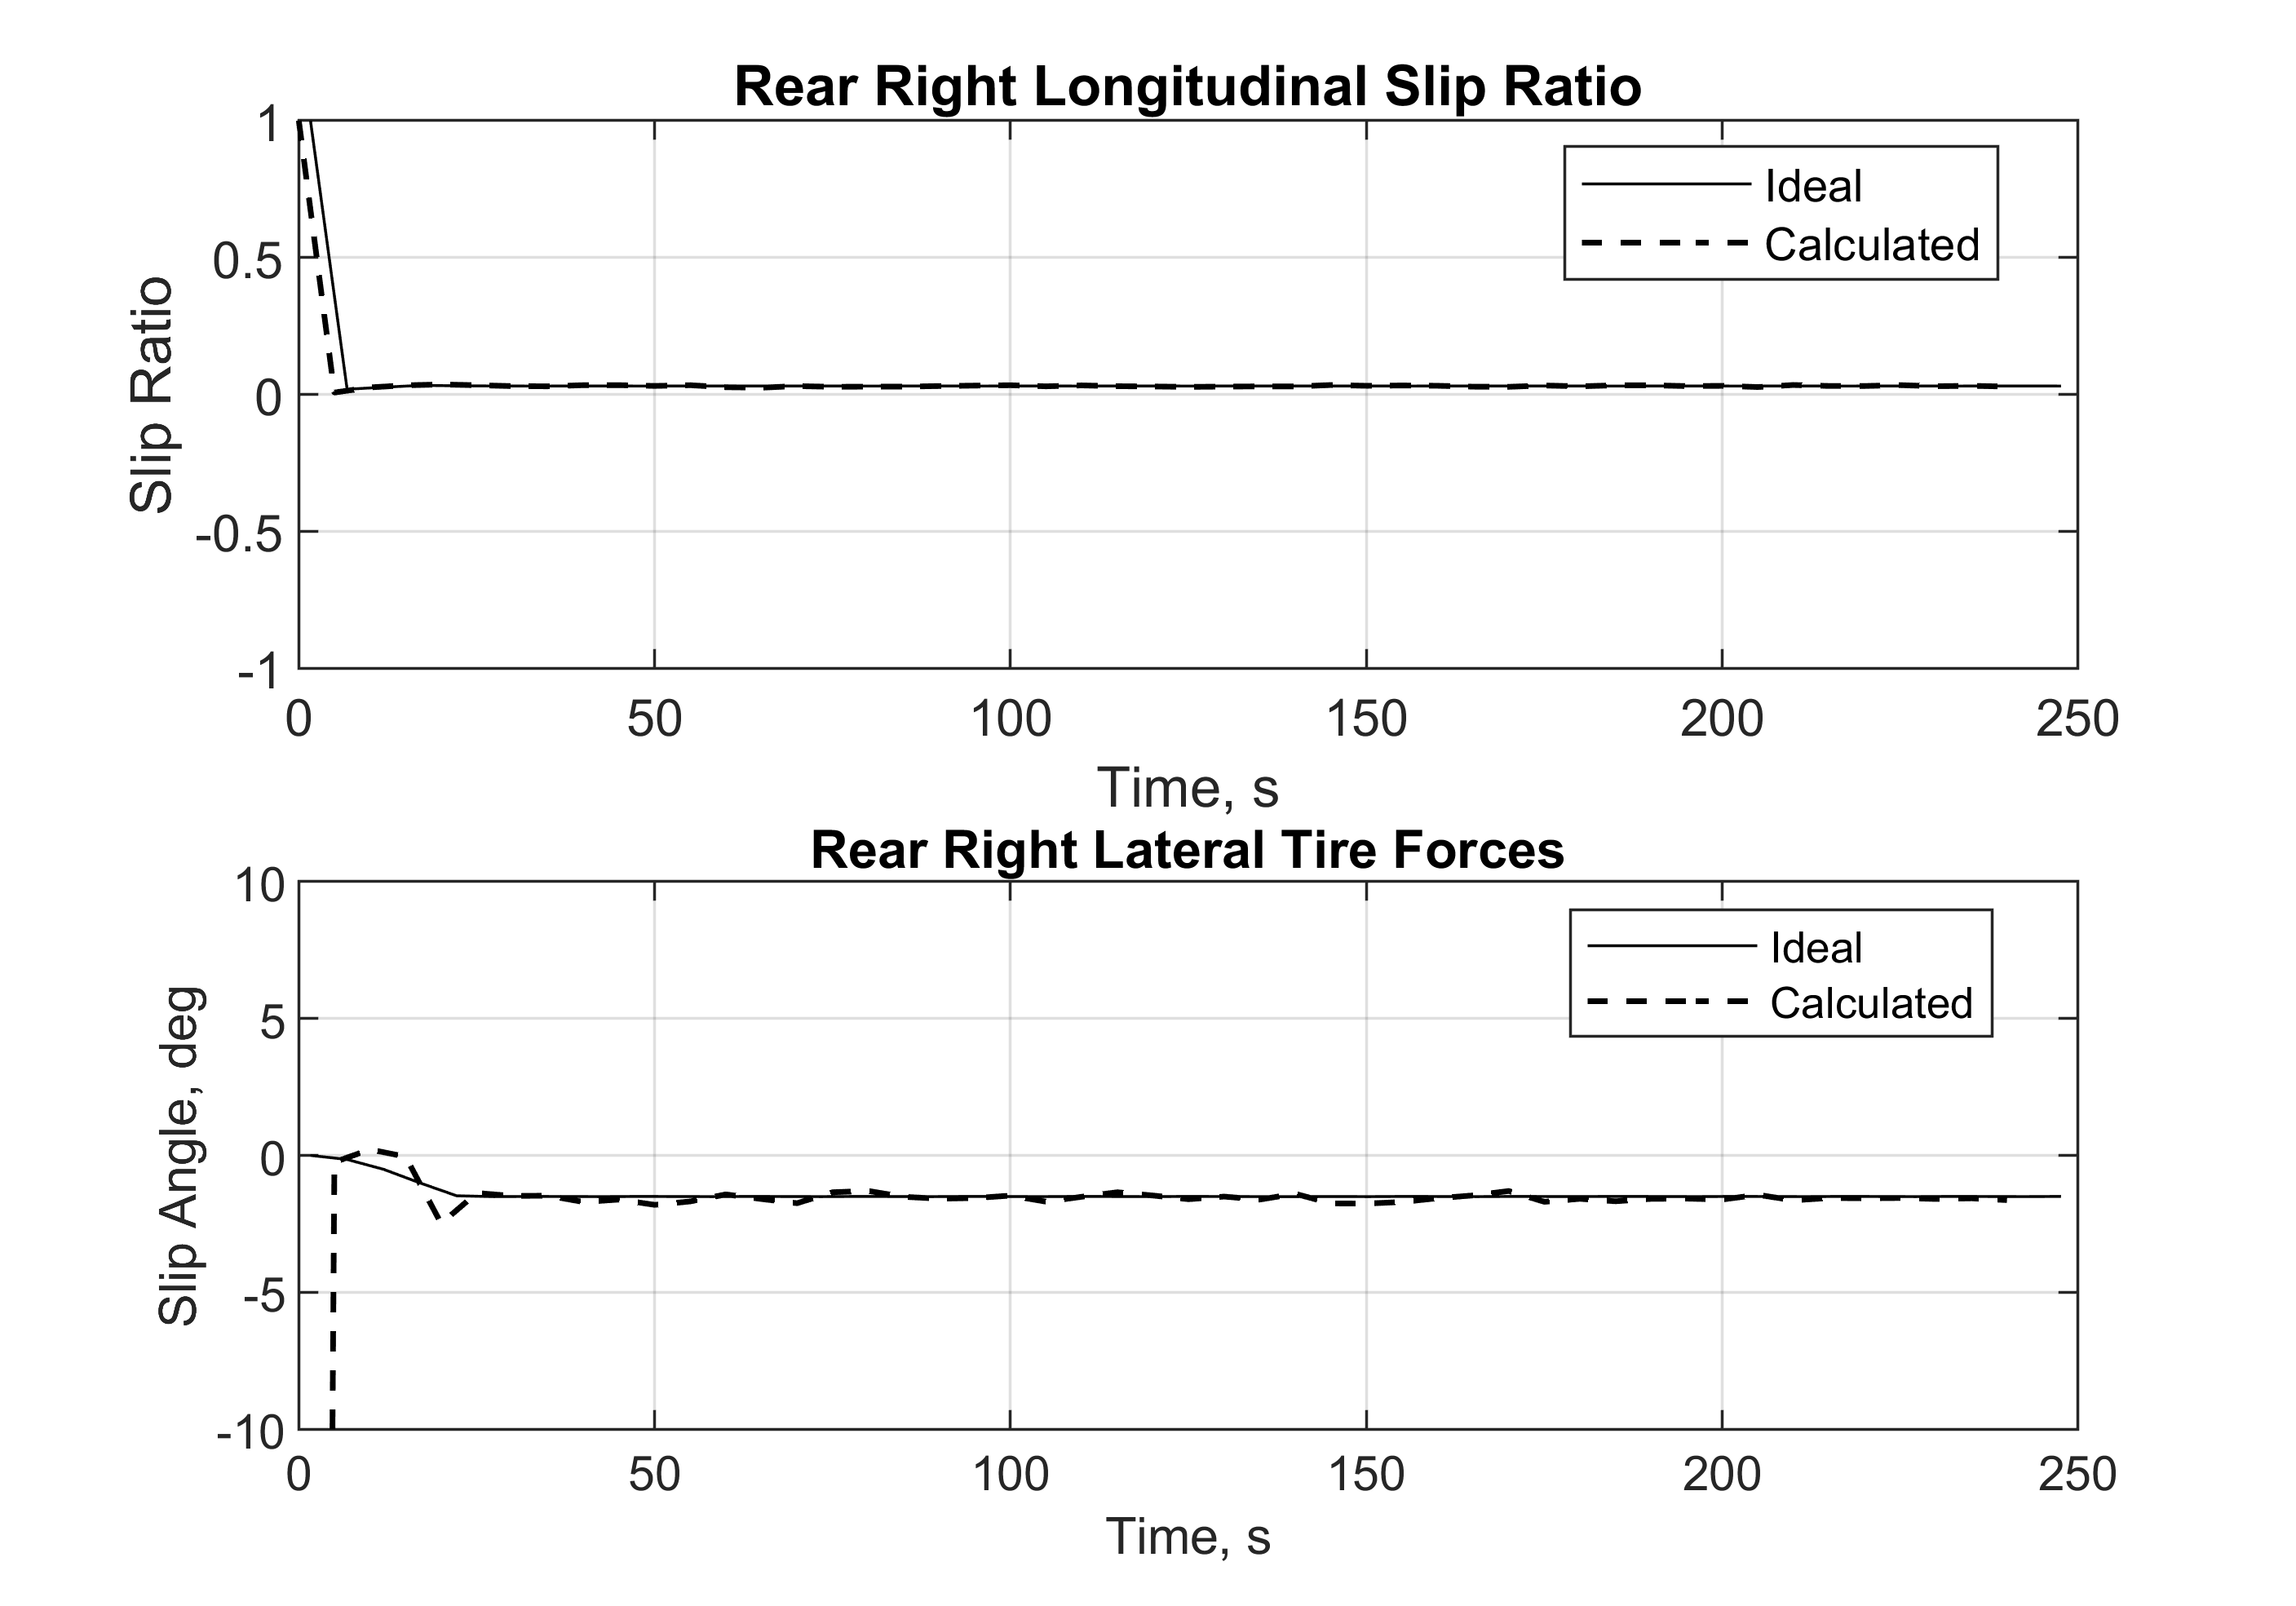 Rear Right Longitudinal Slip Ratio
1
0.5
0
-0.5
-1
Slip Ratio
Ideal
Calculated
0 50 100 150 200 250
Time, s
Rear Right Lateral Tire Forces
10
5
0
-5
-10
Slip Angle, deg
Ideal
Calculated
0 50 100 150 200 250
Time, s